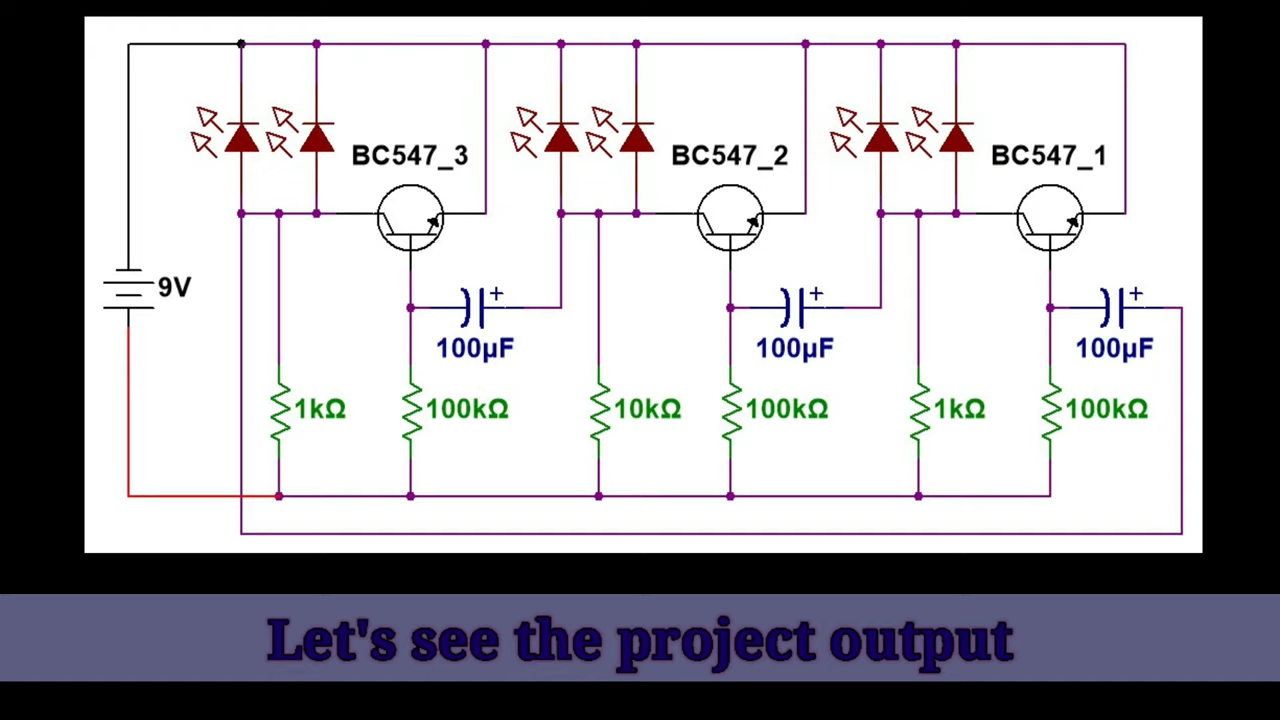 BC547_3 BC547_2 BC547_1
9V
+ + +
100µF 100µF 100µF
1kΩ 100kΩ 10kΩ 100kΩ 1kΩ 100kΩ
Let's see the project output